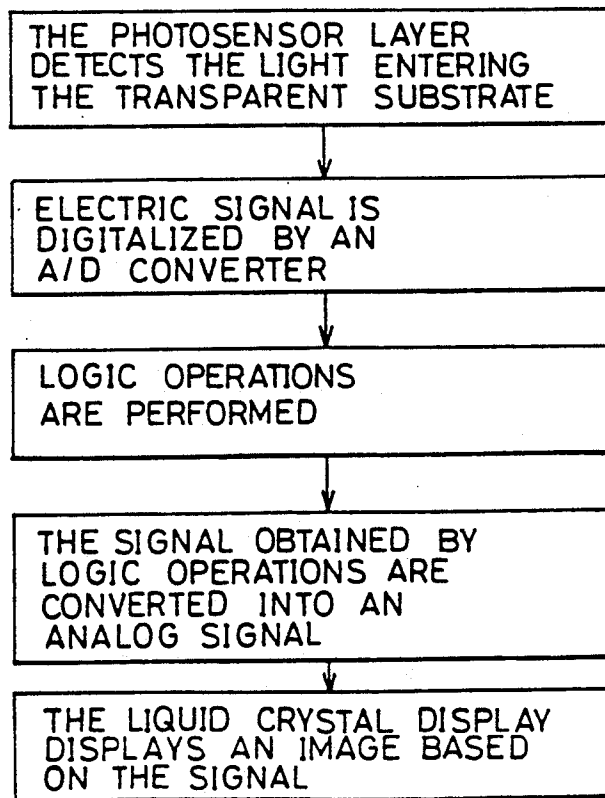 THE PHOTOSENSOR LAYER
DETECTS THE LIGHT ENTERING
THE TRANSPARENT SUBSTRATE
ELECTRIC SIGNAL IS
DIGITALIZED BY AN
A/D CONVERTER
LOGIC OPERATIONS
ARE PERFORMED
THE SIGNAL OBTAINED BY
LOGIC OPERATIONS ARE
CONVERTED INTO AN
ANALOG SIGNAL
THE LIQUID CRYSTAL DISPLAY
DISPLAYS AN IMAGE BASED
ON THE SIGNAL